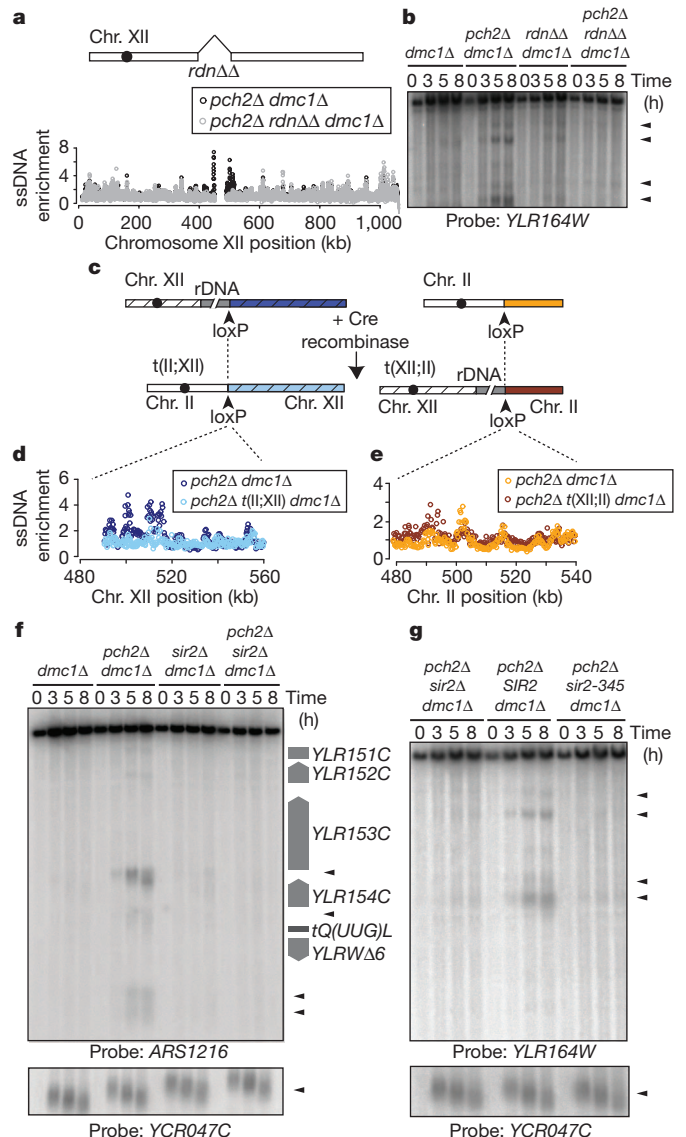 a
Chr. XII
rdnΔΔ
pch2Δ dmc1Δ
pch2Δ rdnΔΔ dmc1Δ
ssDNA
enrichment
8
4
0
0 200 400 600 800 1,000
Chromosome XII position (kb)
b
dmc1Δ
pch2Δ
dmc1Δ
rdnΔΔ
dmc1Δ
pch2Δ
rdnΔΔ
dmc1Δ
0 3 5 8 0 3 5 8 0 3 5 8 0 3 5 8 Time
(h)
Probe: YLR164W
c
Chr. XII
rDNA
loxP
Chr. II
loxP
+ Cre
recombinase
t(II;XII)
Chr. II
Chr. XII
loxP
t(XII;II)
rDNA
Chr. XII
Chr. II
loxP
d
pch2Δ dmc1Δ
pch2Δ t(II;XII) dmc1Δ
ssDNA
enrichment
6
4
2
0
480 520 560
Chr. XII position (kb)
e
pch2Δ dmc1Δ
pch2Δ t(XII;II) dmc1Δ
4
2
0
480 500 520 540
Chr. II position (kb)
f
dmc1Δ
pch2Δ
dmc1Δ
sir2Δ
dmc1Δ
pch2Δ
sir2Δ
dmc1Δ
0 3 5 8 0 3 5 8 0 3 5 8 0 3 5 8 Time
(h)
YLR151C
YLR152C
YLR153C
YLR154C
tQ(UUG)L
YLRWΔ6
Probe: ARS1216
Probe: YCR047C
g
pch2Δ
sir2Δ
dmc1Δ
pch2Δ
SIR2
dmc1Δ
pch2Δ
sir2-345
dmc1Δ
0 3 5 8 0 3 5 8 0 3 5 8 Time
(h)
Probe: YLR164W
Probe: YCR047C